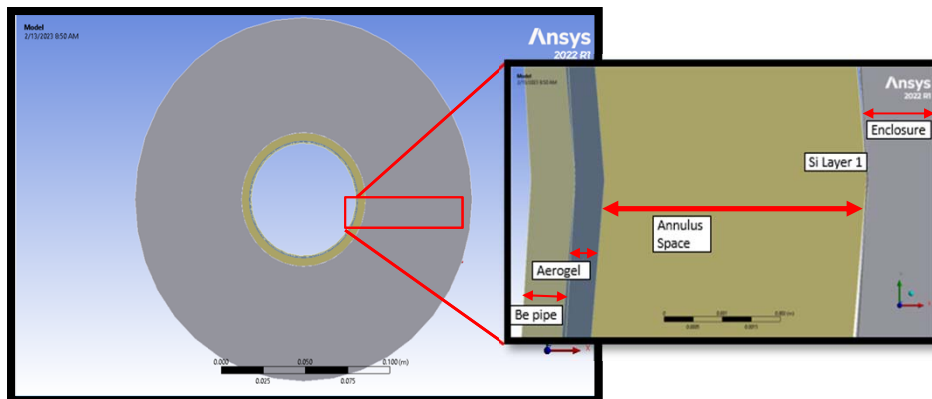 Model
2/13/2023 8:50 AM
Ansys
2022 R1
0.000
0.050
0.100 (m)
0.025
0.075
X
Model
Ansys
2022 R1
Enclosure
Si Layer 1
Annulus
Space
Aerogel
Be pipe